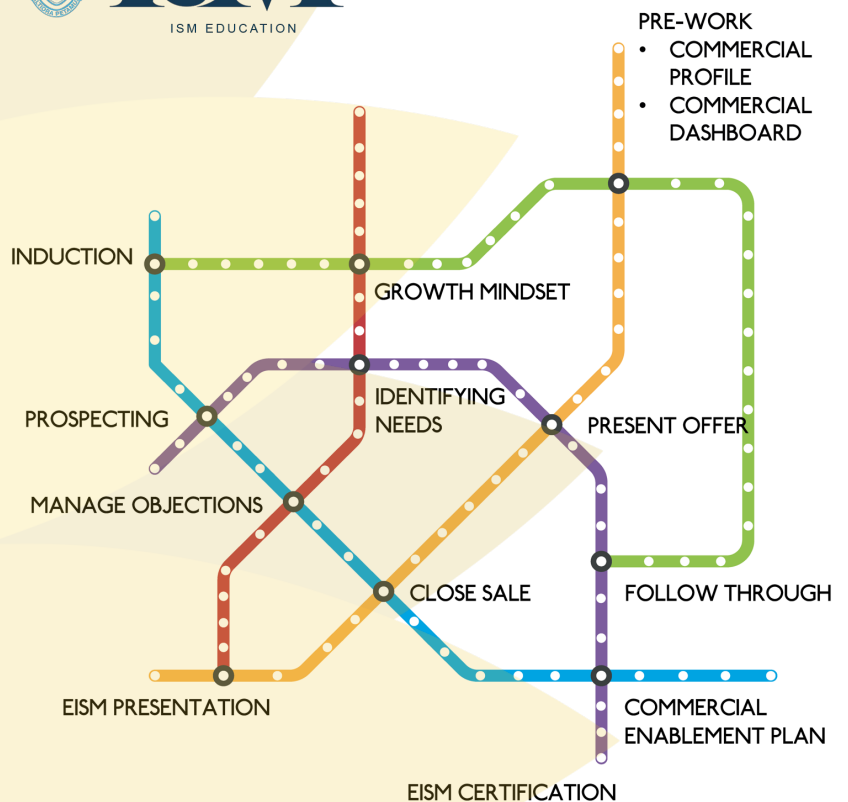 ISM EDUCATION
PRE-WORK
• COMMERCIAL
PROFILE
• COMMERCIAL
DASHBOARD
INDUCTION
GROWTH MINDSET
IDENTIFYING
NEEDS
PROSPECTING
PRESENT OFFER
MANAGE OBJECTIONS
CLOSE SALE
FOLLOW THROUGH
EISM PRESENTATION
COMMERCIAL
ENABLEMENT PLAN
EISM CERTIFICATION